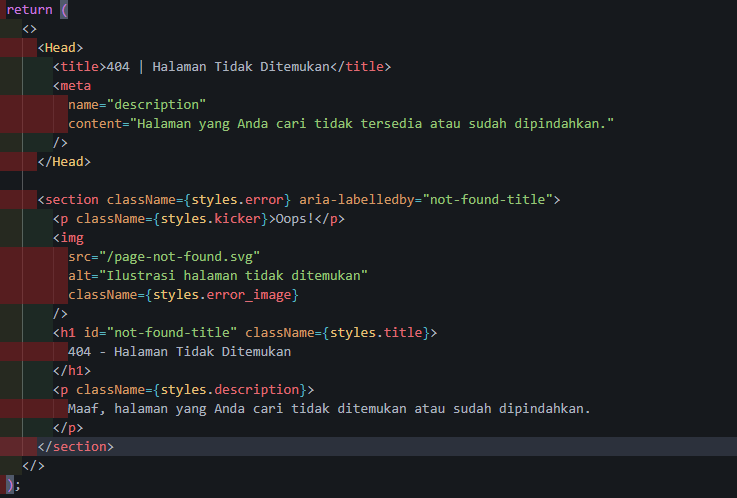 return (
<>
<Head>
<title>404 | Halaman Tidak Ditemukan</title>
<meta
name="description"
content="Halaman yang Anda cari tidak tersedia atau sudah dipindahkan."
/>
</Head>
<section className={styles.error} aria-labelledby="not-found-title">
<p className={styles.kicker}>Oops!</p>
<img
src="/page-not-found.svg"
alt="Ilustrasi halaman tidak ditemukan"
className={styles.error_image}
/>
<h1 id="not-found-title" className={styles.title}>
404 - Halaman Tidak Ditemukan
</h1>
<p className={styles.description}>
Maaf, halaman yang Anda cari tidak ditemukan atau sudah dipindahkan.
</p>
</section>
</>
);